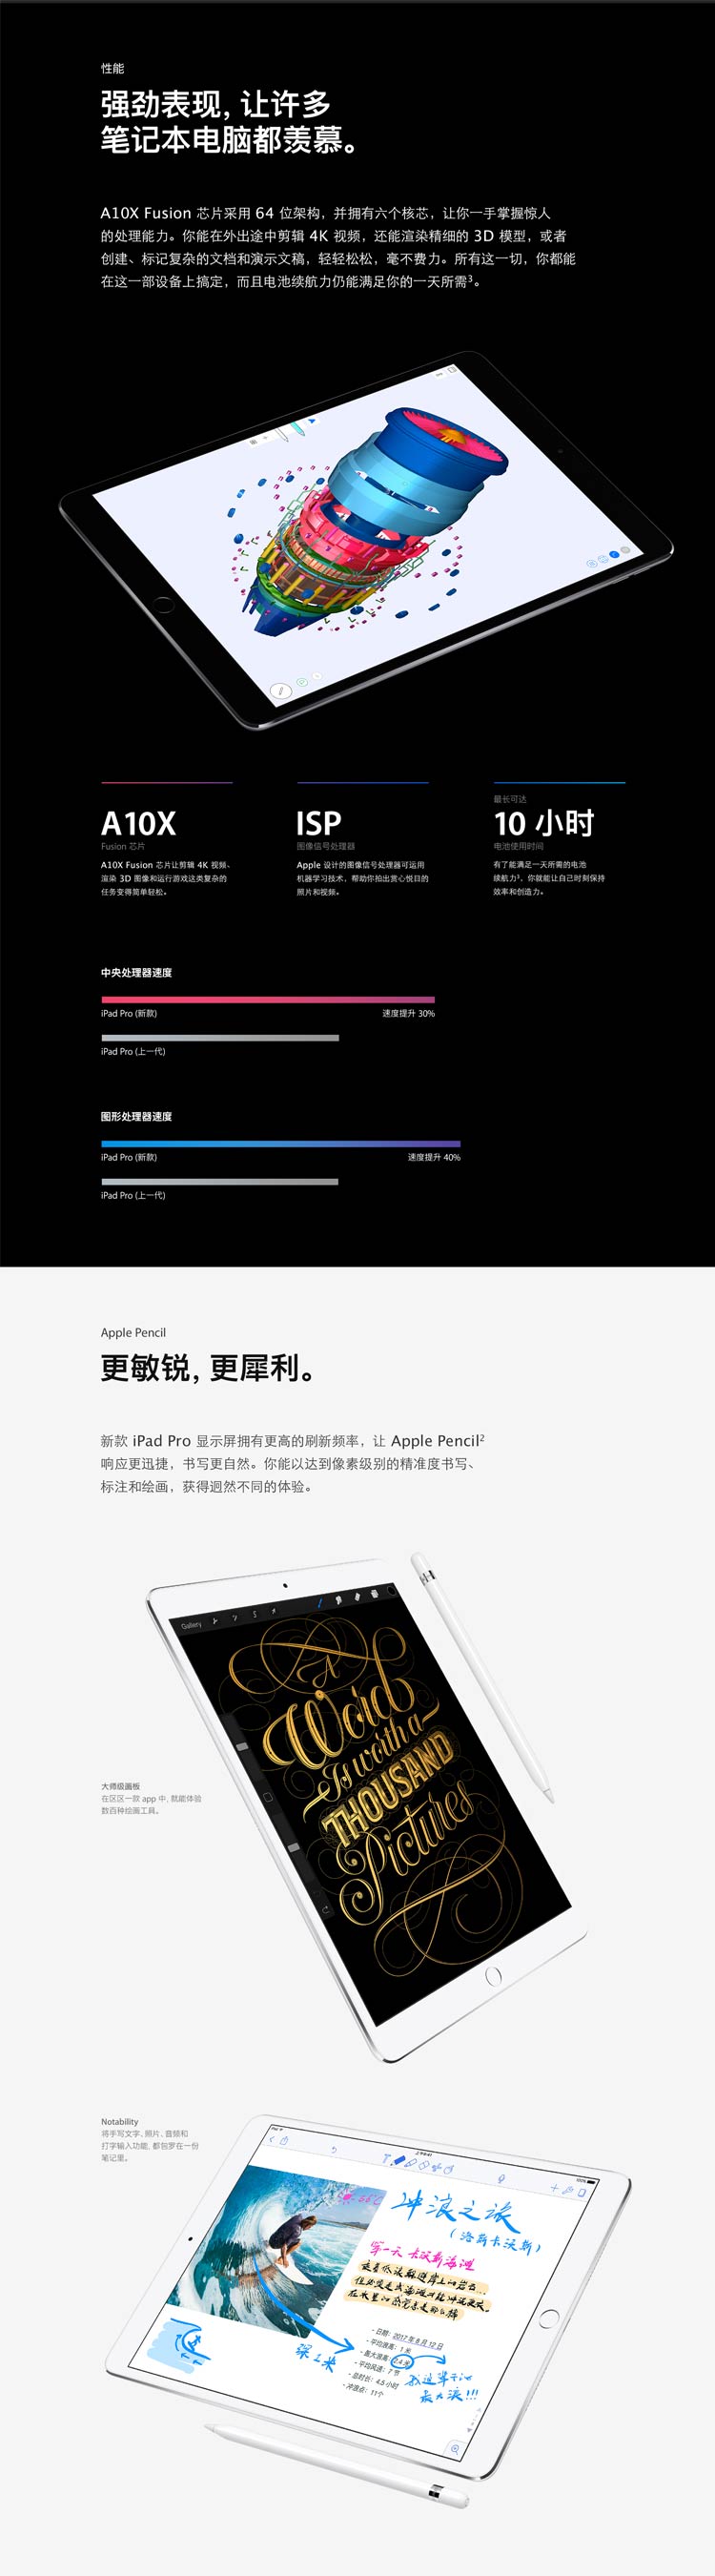 性能
强劲表现，让许多
笔记本电脑都羡慕。
A10X Fusion 芯片采用 64 位架构，并拥有六个核芯，让你一手掌握惊人
的处理能力。你能在外出途中剪辑 4K 视频，还能渲染精细的 3D 模型，或者
创建、标记复杂的文档和演示文稿，轻轻松松，毫不费力。所有这一切，你都能
在这一部设备上搞定，而且电池续航力仍能满足你的一天所需³。
A10X
Fusion 芯片
A10X Fusion 芯片让剪辑 4K 视频、
渲染 3D 图像和运行游戏这类复杂的
任务变得简单轻松。
ISP
图像信号处理器
Apple 设计的图像信号处理器可运用
机器学习技术，帮助你拍出赏心悦目的
照片和视频。
最长可达
10 小时
电池使用时间
有了能满足一天所需的电池
续航力³，你就能让自己时刻保持
效率和创造力。
中央处理器速度
iPad Pro (新款)
速度提升 30%
iPad Pro (上一代)
图形处理器速度
iPad Pro (新款)
速度提升 40%
iPad Pro (上一代)
Apple Pencil
更敏锐，更犀利。
新款 iPad Pro 显示屏拥有更高的刷新频率，让 Apple Pencil²
响应更迅捷，书写更自然。你能以达到像素级别的精准度书写、
标注和绘画，获得迥然不同的体验。
Gallery
A
Word
Is worth a
THOUSAND
Pictures
大师级画板
在区区一款 app 中, 就能体验
数百种绘画工具。
Notability
将手写文字、照片、音频和
打字输入功能, 都包罗在一份
笔记里。
上午9:41
100%
冲浪之旅
(洛斯卡沃斯)
第一天 卡沃斯海滩
- 日期：2017 年 6 月 12 日
- 平均浪高：1 米
- 最大浪高：2.4 米
- 平均风速：7 节
- 总时长：4.5 小时
- 冲浪点：11个
深 2 米
最大浪!!!